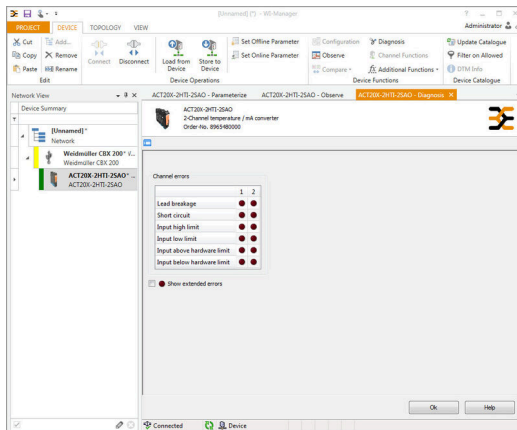 [Unnamed] (*) - WI-Manager
PROJECT DEVICE TOPOLOGY VIEW Administrator
Cut Add... Connect Disconnect Load from Device Store to Device Set Offline Parameter Configuration Diagnosis Update Catalogue
Copy Remove Set Online Parameter Observe Channel Functions Filter on Allowed
Paste Rename Compare Additional Functions DTM Info
Edit Device Operations Device Functions Device Catalogue
Network View
Device Summary
[Unnamed]*
Network
Weidmüller CBX 200* /...
Weidmüller CBX 200
ACT20X-2HTI-2SAO* ...
ACT20X-2HTI-2SAO
ACT20X-2HTI-2SAO - Parameterize ACT20X-2HTI-2SAO - Observe ACT20X-2HTI-2SAO - Diagnosis
ACT20X-2HTI-2SAO
2-Channel temperature / mA converter
Order-No. 8965480000
Channel errors
1 2
Lead breakage
Short circuit
Input high limit
Input low limit
Input above hardware limit
Input below hardware limit
Show extended errors
Ok Help
Connected Device